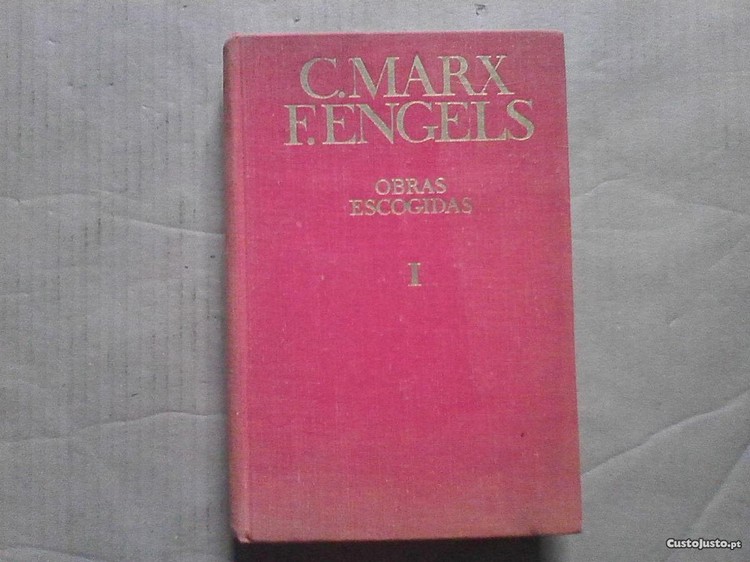 C.MARX
F.ENGELS
OBRAS
ESCOGIDAS
I
CustoJusto.pt